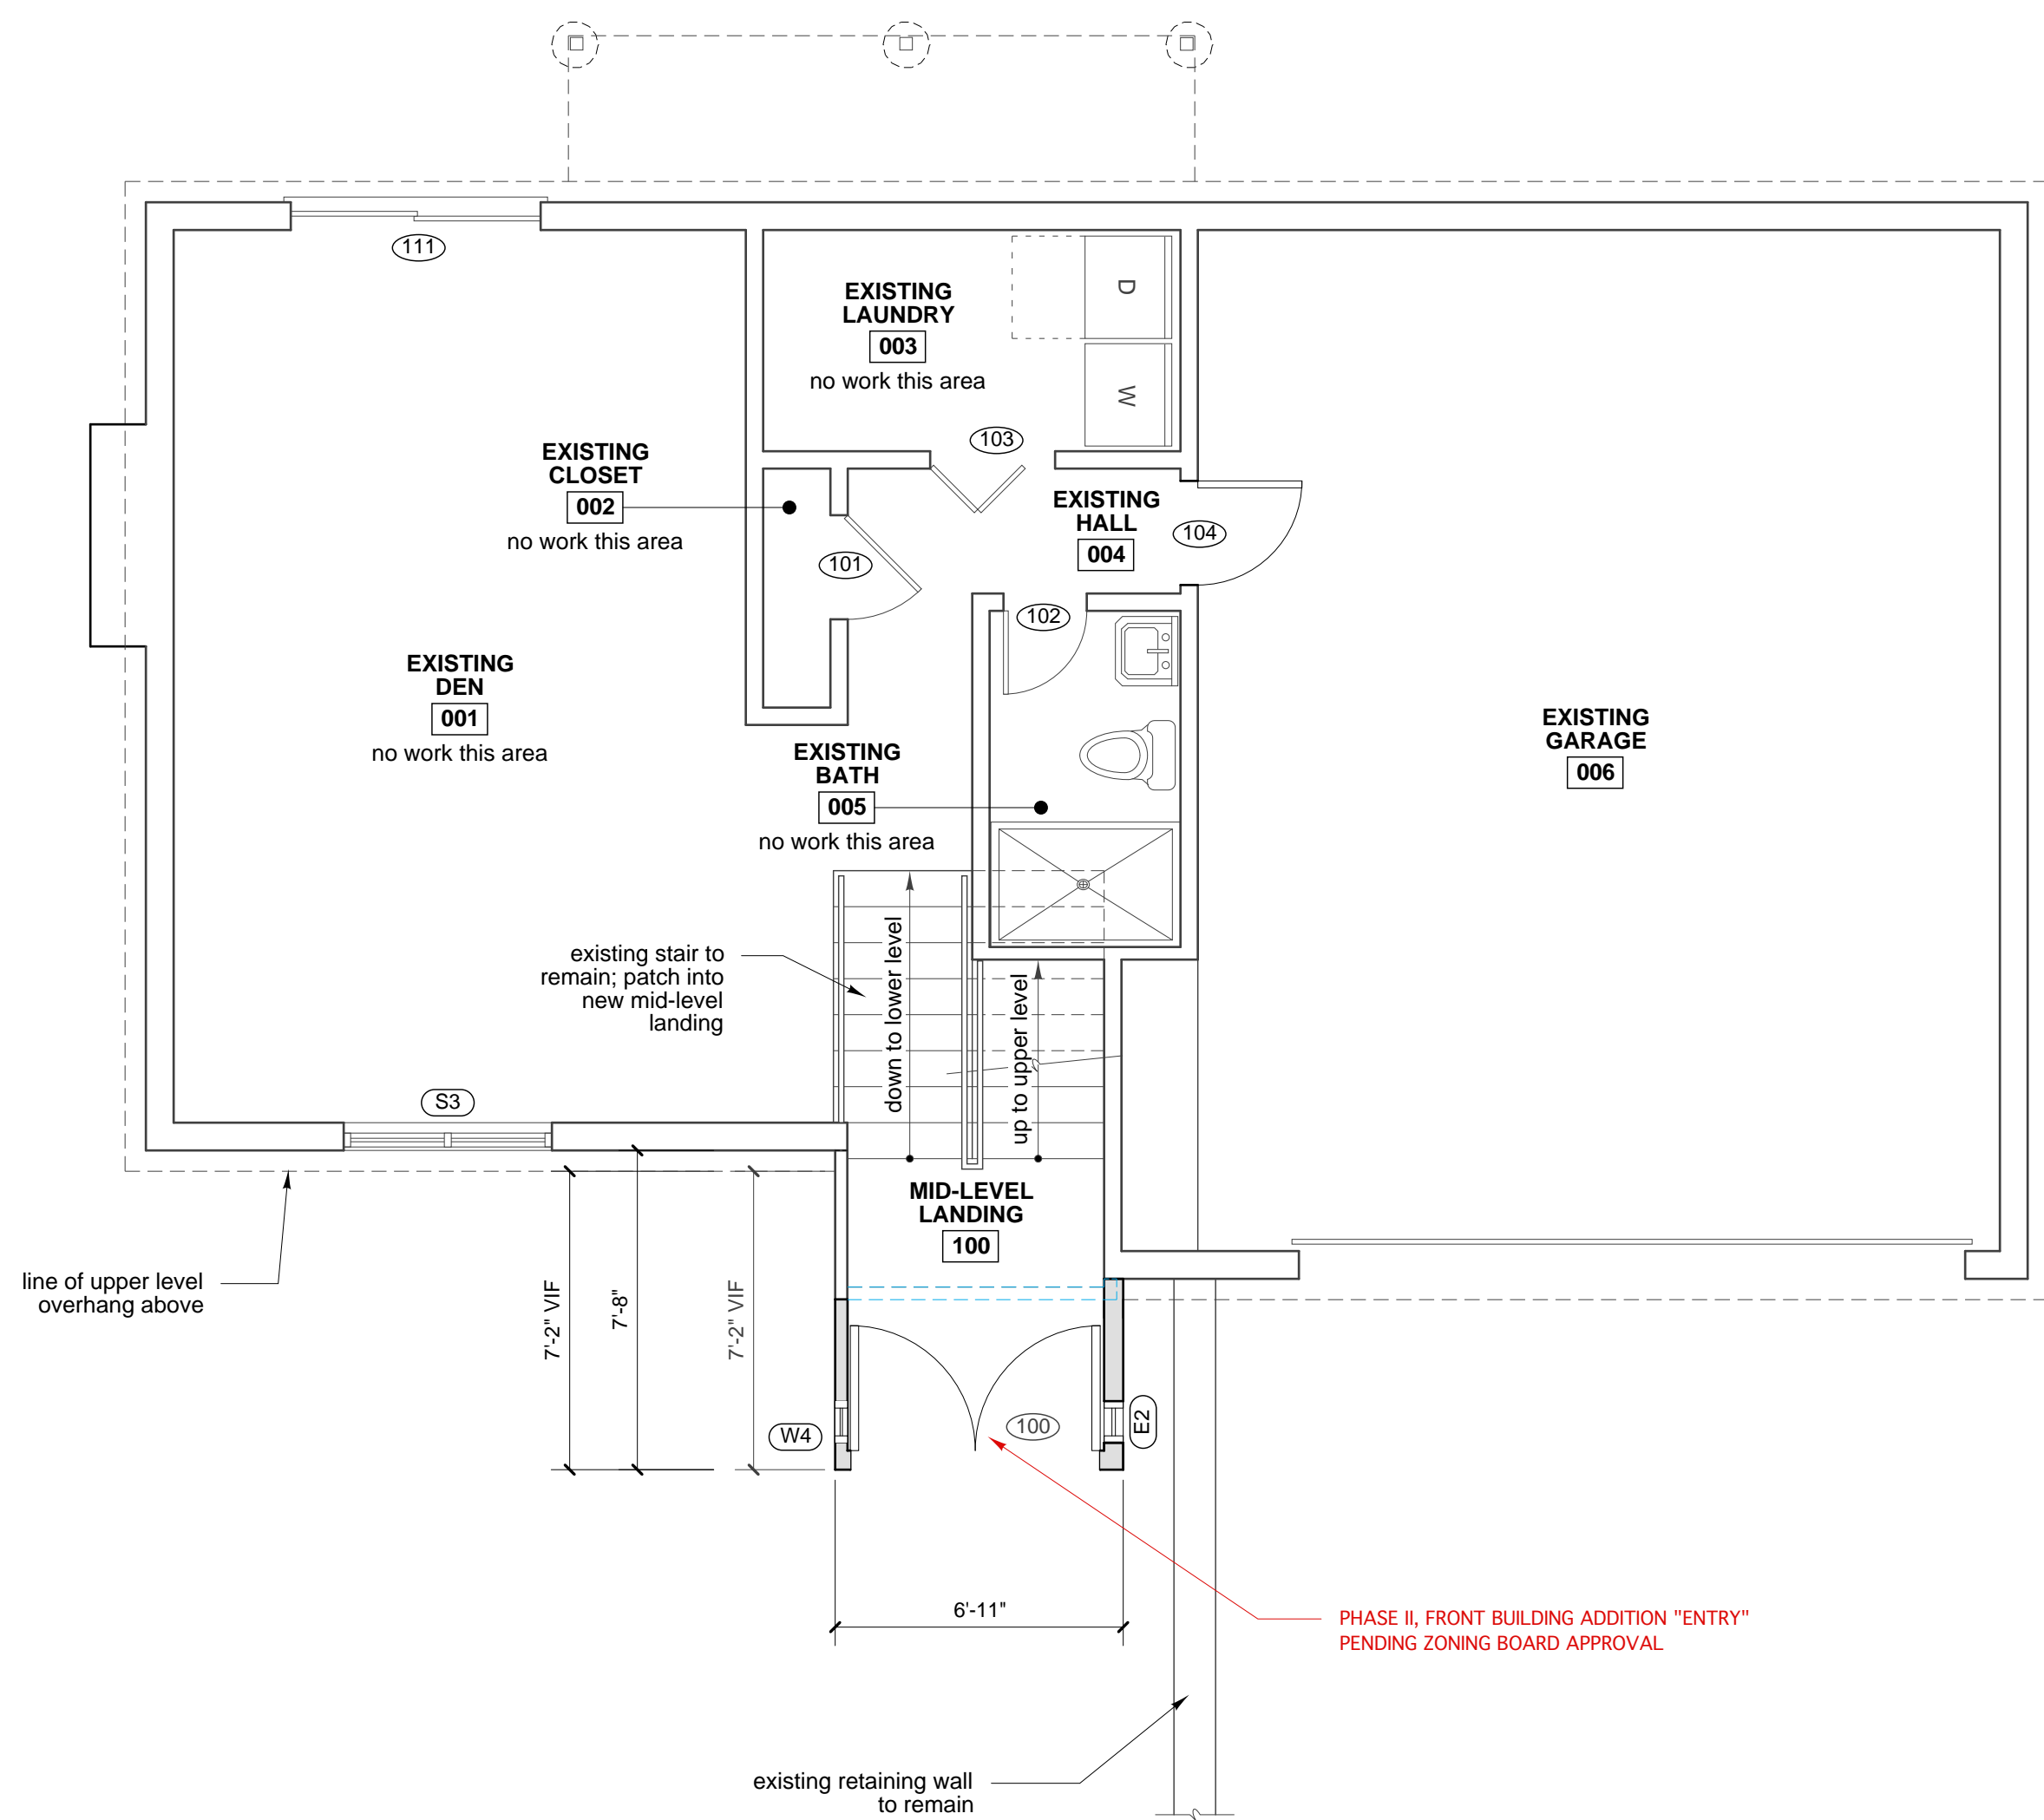 111
EXISTING
LAUNDRY
003
no work this area
D
W
103
EXISTING
CLOSET
002
no work this area
101
EXISTING
HALL
004
104
102
EXISTING
DEN
001
no work this area
EXISTING
BATH
005
no work this area
EXISTING
GARAGE
006
existing stair to
remain; patch into
new mid-level
landing
down to lower level
up to upper level
S3
MID-LEVEL
LANDING
100
line of upper level
overhang above
7'-2" VIF
7'-8"
7'-2" VIF
W4
100
E2
6'-11"
PHASE II, FRONT BUILDING ADDITION "ENTRY"
PENDING ZONING BOARD APPROVAL
existing retaining wall
to remain